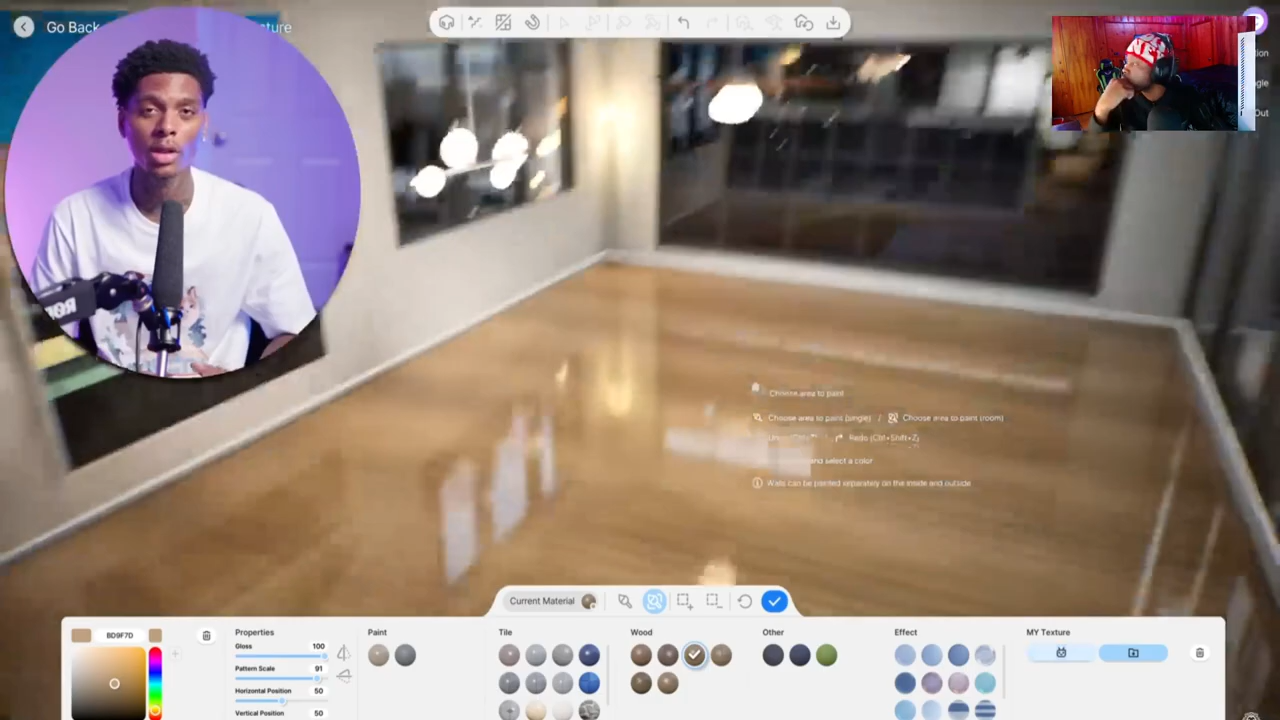 Go Back
ture
Choose area to paint
Choose area to paint (single) / Choose area to paint (room)
Redo (Ctrl+Shift+Z)
and select a color
Walls can be painted separately on the inside and outside
Current Material
BD9F7D
Properties
Gloss 100
Pattern Scale 91
Horizontal Position 50
Vertical Position 50
Paint
Tile
Wood
Other
Effect
MY Texture